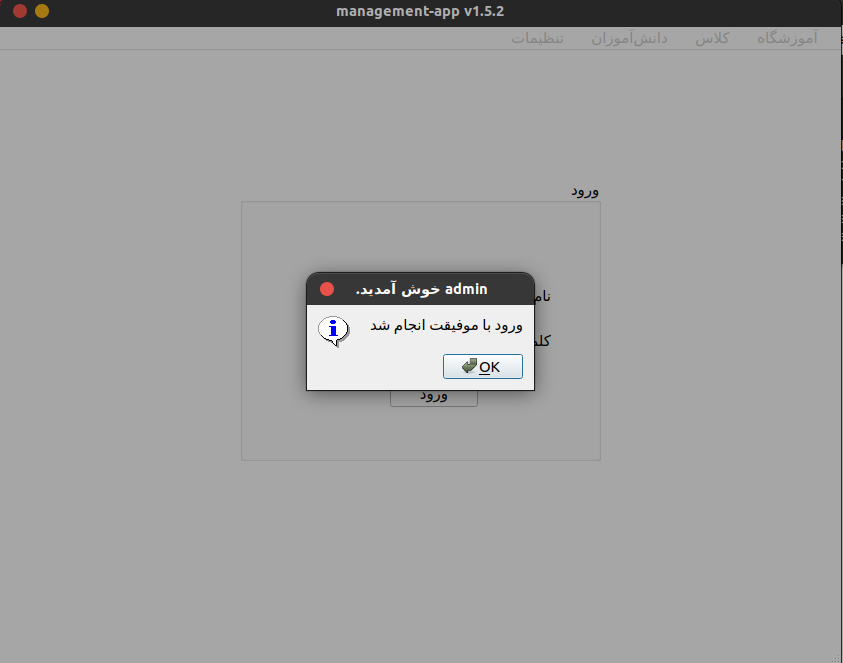 management-app v1.5.2
آموزشگاه کلاس دانش‌آموزان تنظیمات
ورود
admin خوش آمدید.
نام
ورود با موفیقت انجام شد
OK
ورود